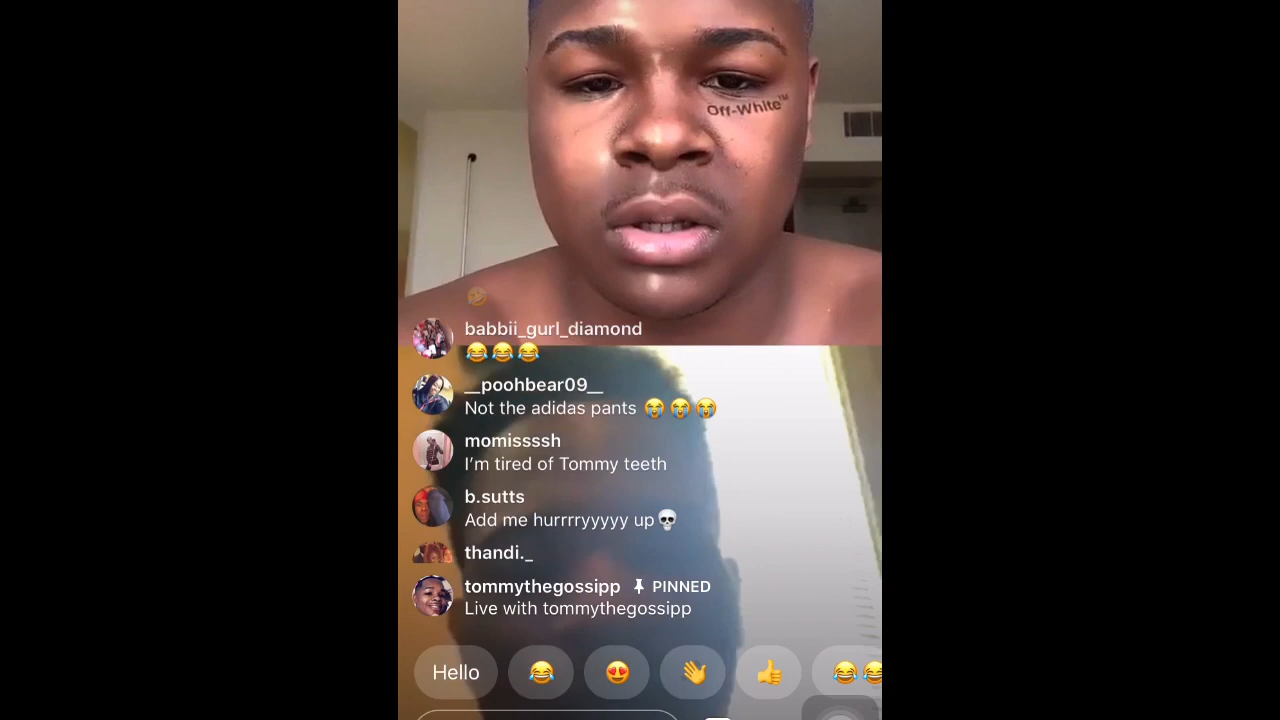 Off-White™
babbii_gurl_diamond
😂😂😂
__poohbear09__
Not the adidas pants 😭😭😭
momissssh
I’m tired of Tommy teeth
b.sutts
Add me hurrrryyyyy up💀
thandi._
tommythegossipp PINNED
Live with tommythegossipp
Hello